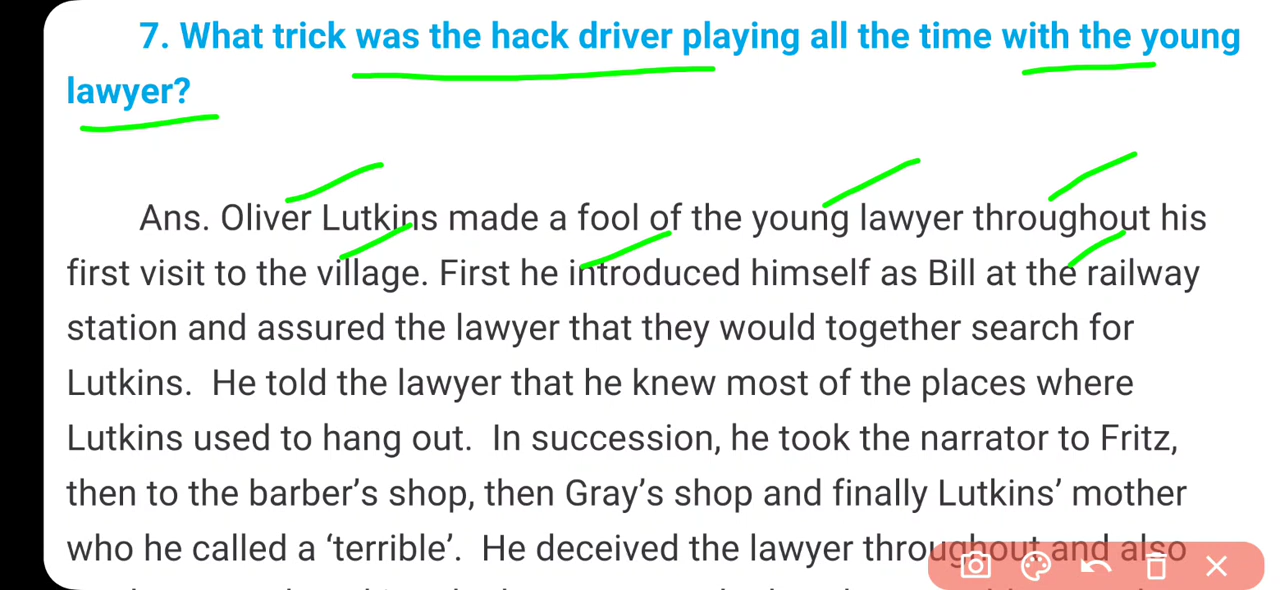 7. What trick was the hack driver playing all the time with the young
lawyer?
Ans. Oliver Lutkins made a fool of the young lawyer throughout his
first visit to the village. First he introduced himself as Bill at the railway
station and assured the lawyer that they would together search for
Lutkins. He told the lawyer that he knew most of the places where
Lutkins used to hang out. In succession, he took the narrator to Fritz,
then to the barber’s shop, then Gray’s shop and finally Lutkins’ mother
who he called a ‘terrible’. He deceived the lawyer throughout and also